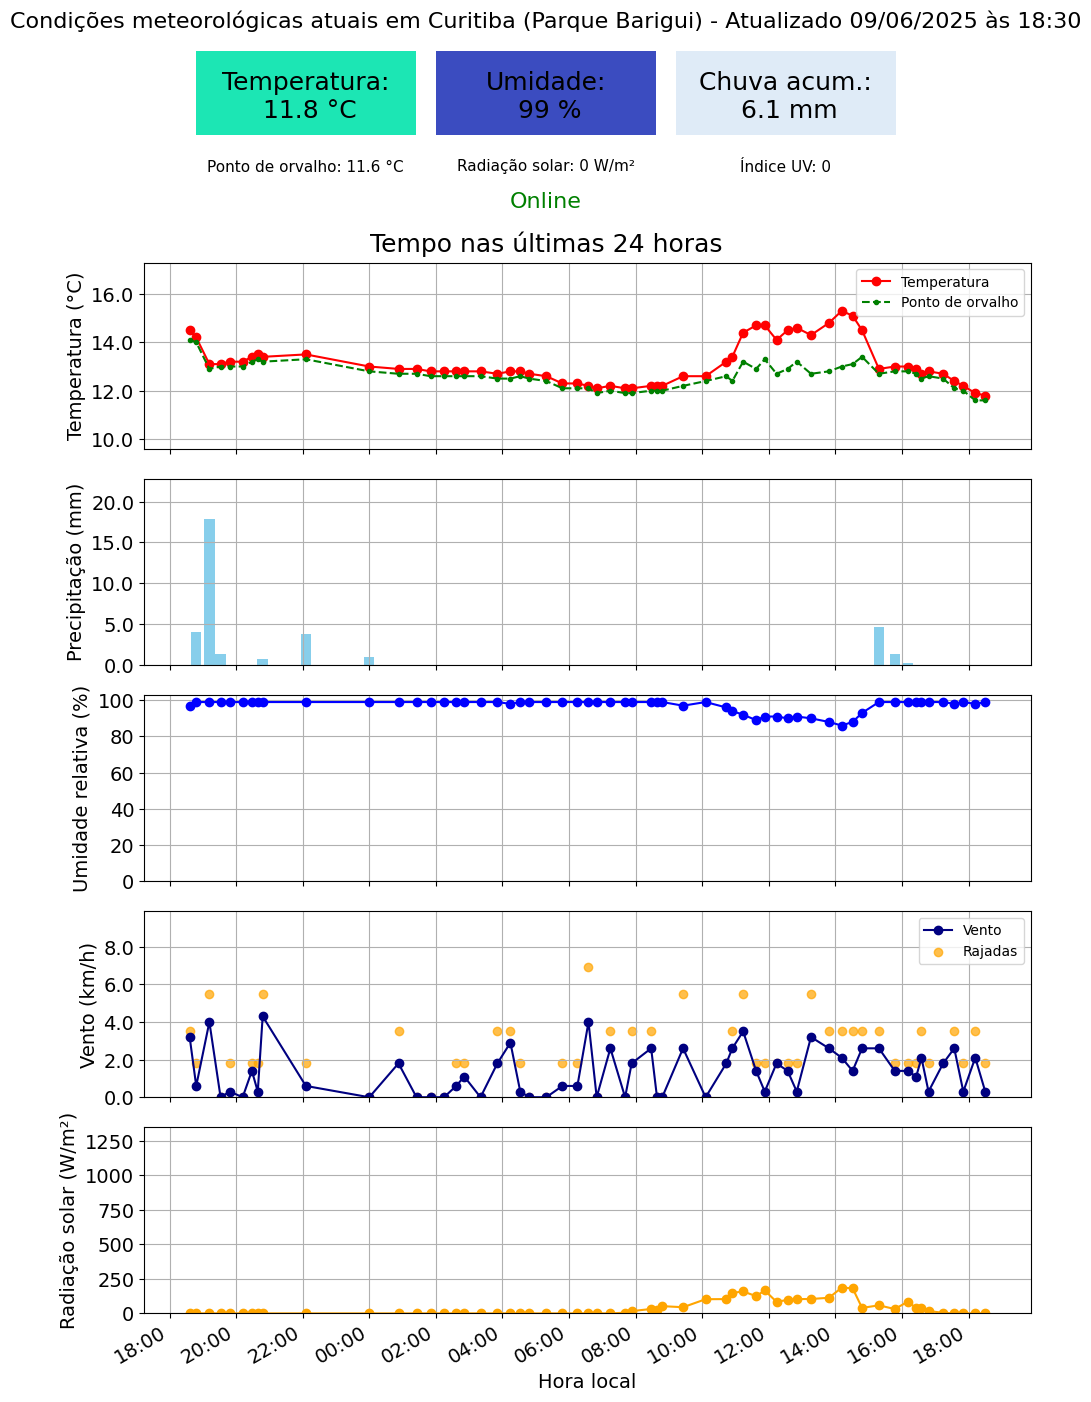 Condições meteorológicas atuais em Curitiba (Parque Barigui) - Atualizado 09/06/2025 às 18:30
Temperatura:
11.8 °C
Umidade:
99 %
Chuva acum.:
6.1 mm
Ponto de orvalho: 11.6 °C
Radiação solar: 0 W/m²
Índice UV: 0
Online
Tempo nas últimas 24 horas
Temperatura (°C)
16.0
14.0
12.0
10.0
Temperatura
Ponto de orvalho
Precipitação (mm)
20.0
15.0
10.0
5.0
0.0
Umidade relativa (%)
100
80
60
40
20
0
Vento (km/h)
8.0
6.0
4.0
2.0
0.0
Vento
Rajadas
Radiação solar (W/m²)
1250
1000
750
500
250
0
18:00
20:00
22:00
00:00
02:00
04:00
06:00
08:00
10:00
12:00
14:00
16:00
18:00
Hora local